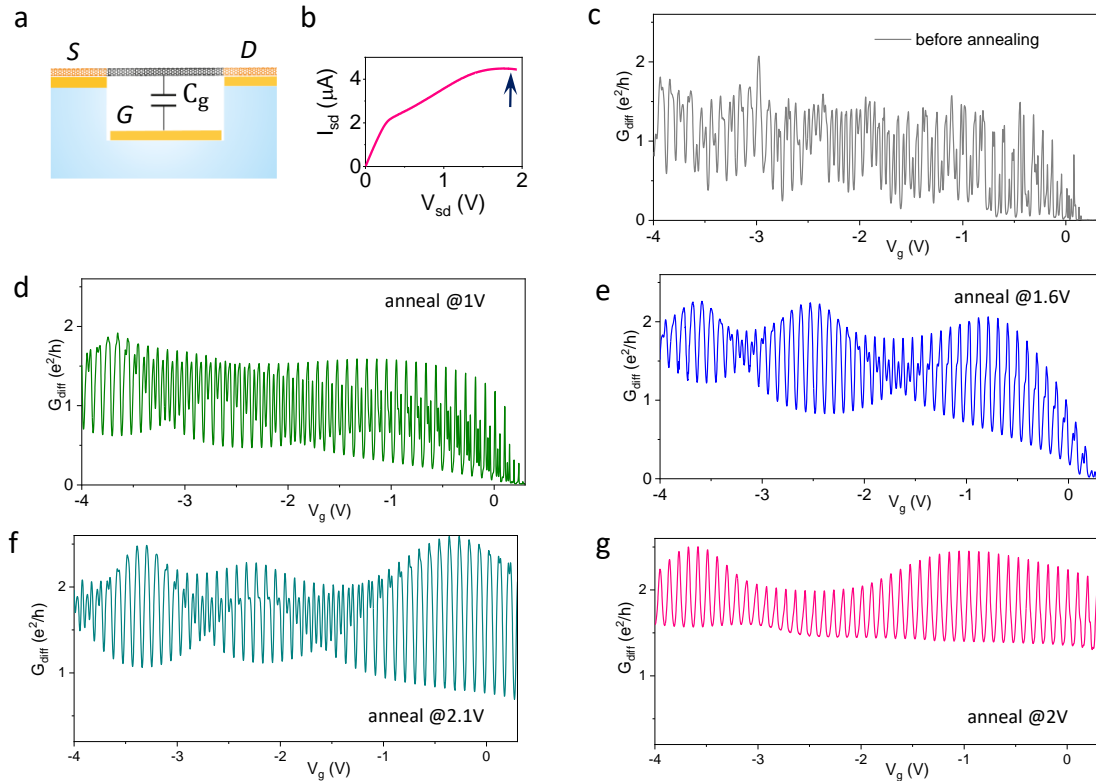 a
S
D
G
C_g
b
I_sd (μA)
4
2
0
0
1
2
V_sd (V)
c
before annealing
G_diff (e²/h)
2
1
0
-4
-3
-2
-1
0
V_g (V)
d
anneal @1V
G_diff (e²/h)
2
1
0
-4
-3
-2
-1
0
V_g (V)
e
anneal @1.6V
G_diff (e²/h)
2
1
0
-4
-3
-2
-1
0
V_g (V)
f
anneal @2.1V
G_diff (e²/h)
2
1
-4
-3
-2
-1
0
V_g (V)
g
anneal @2V
G_diff (e²/h)
2
1
-4
-3
-2
-1
0
V_g (V)